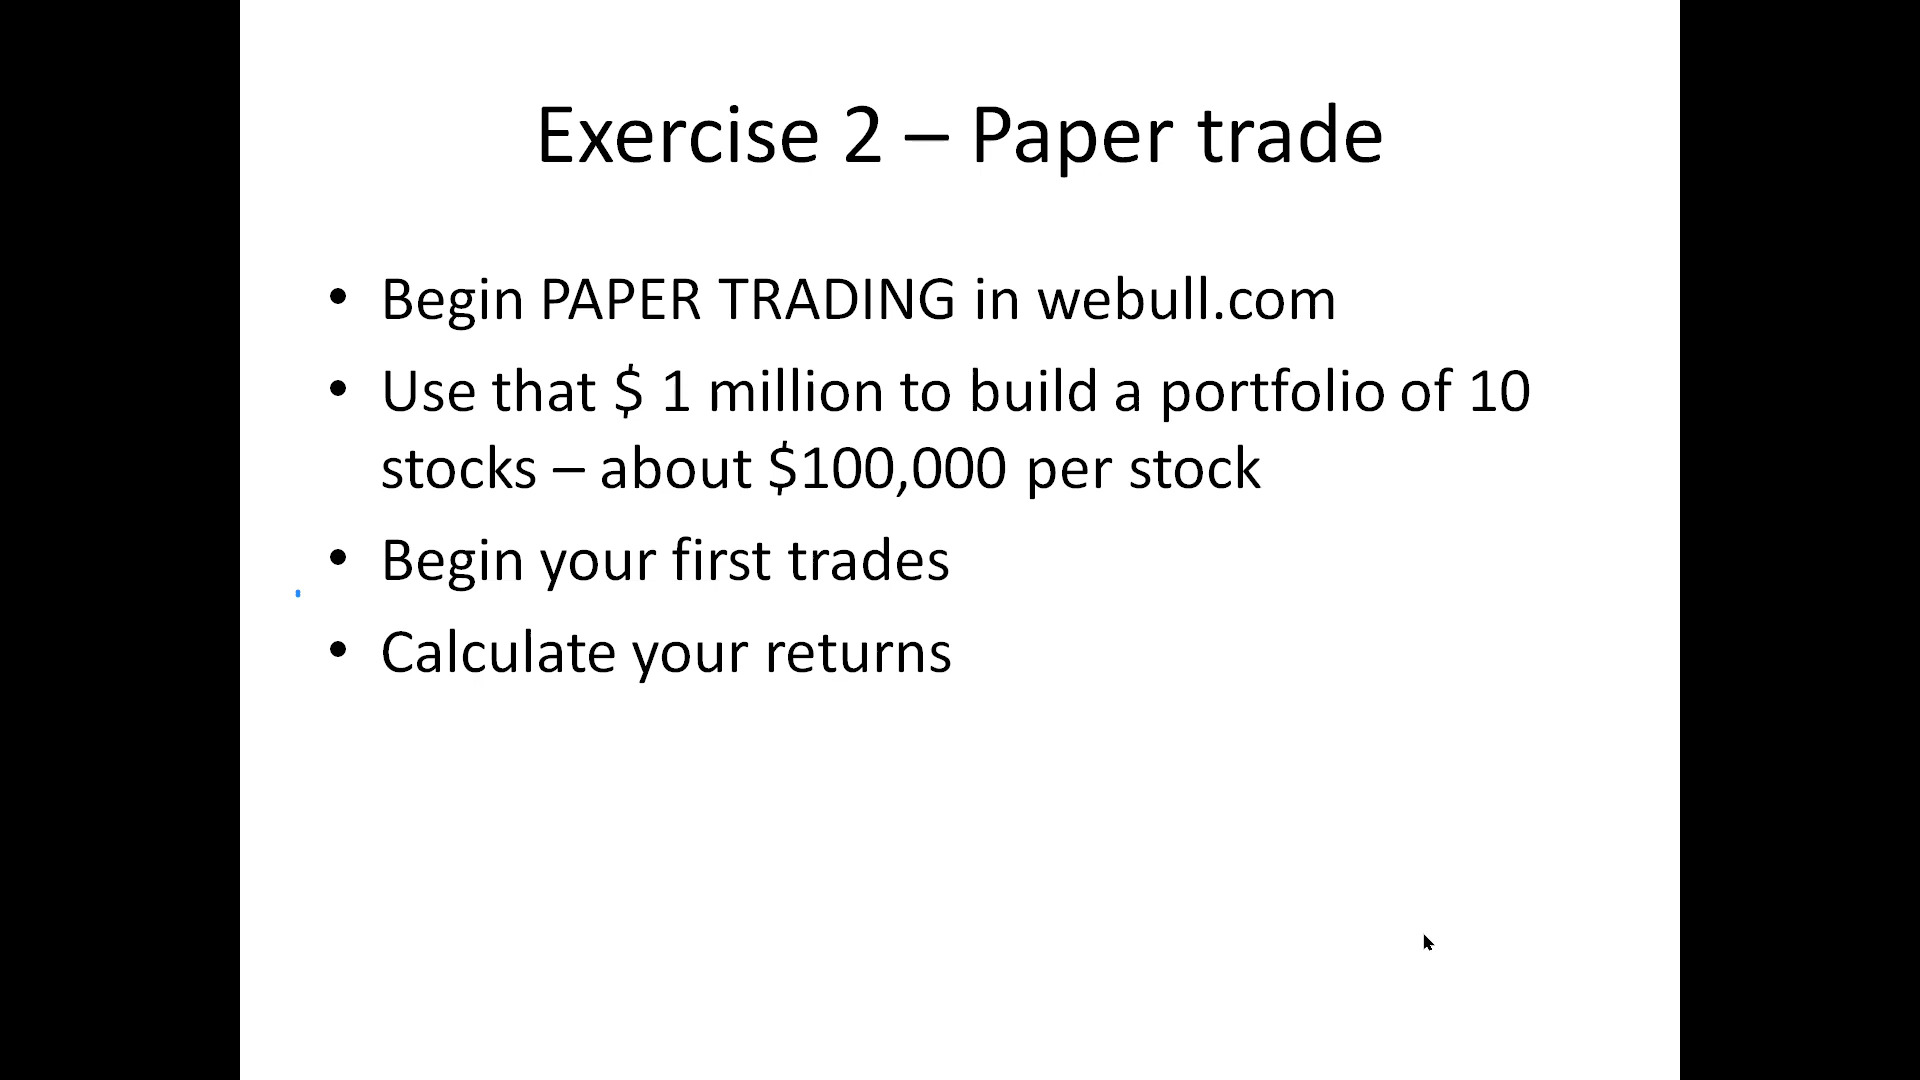 Exercise 2 – Paper trade
• Begin PAPER TRADING in webull.com
• Use that $ 1 million to build a portfolio of 10
stocks – about $100,000 per stock
• Begin your first trades
• Calculate your returns